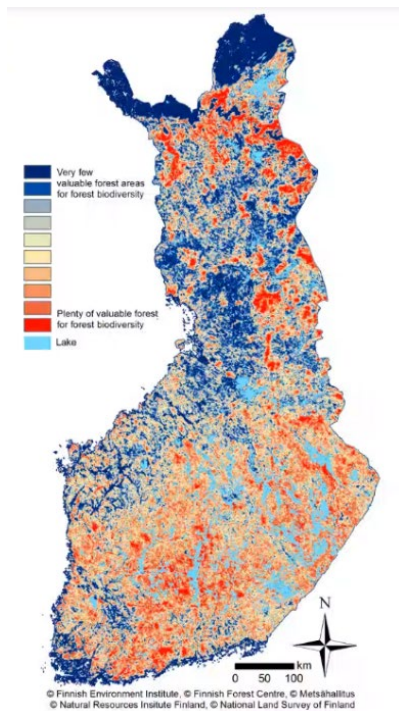 Very few
valuable forest areas
for forest biodiversity
Plenty of valuable forest
for forest biodiversity
Lake
N
km
0 50 100
© Finnish Environment Institute, © Finnish Forest Centre, © Metsähallitus
© Natural Resources Insitute Finland, © National Land Survey of Finland